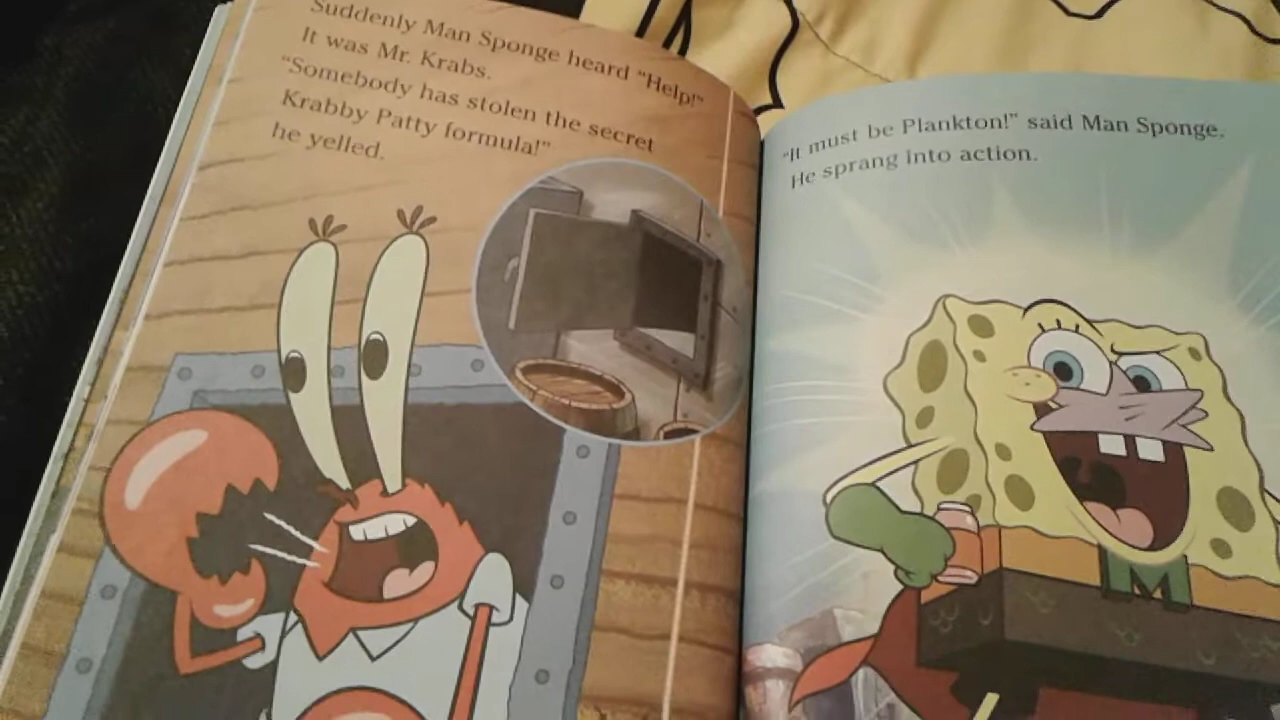 Suddenly Man Sponge heard "Help!"
It was Mr. Krabs.
"Somebody has stolen the secret
Krabby Patty formula!"
he yelled.
"It must be Plankton!" said Man Sponge.
He sprang into action.
M